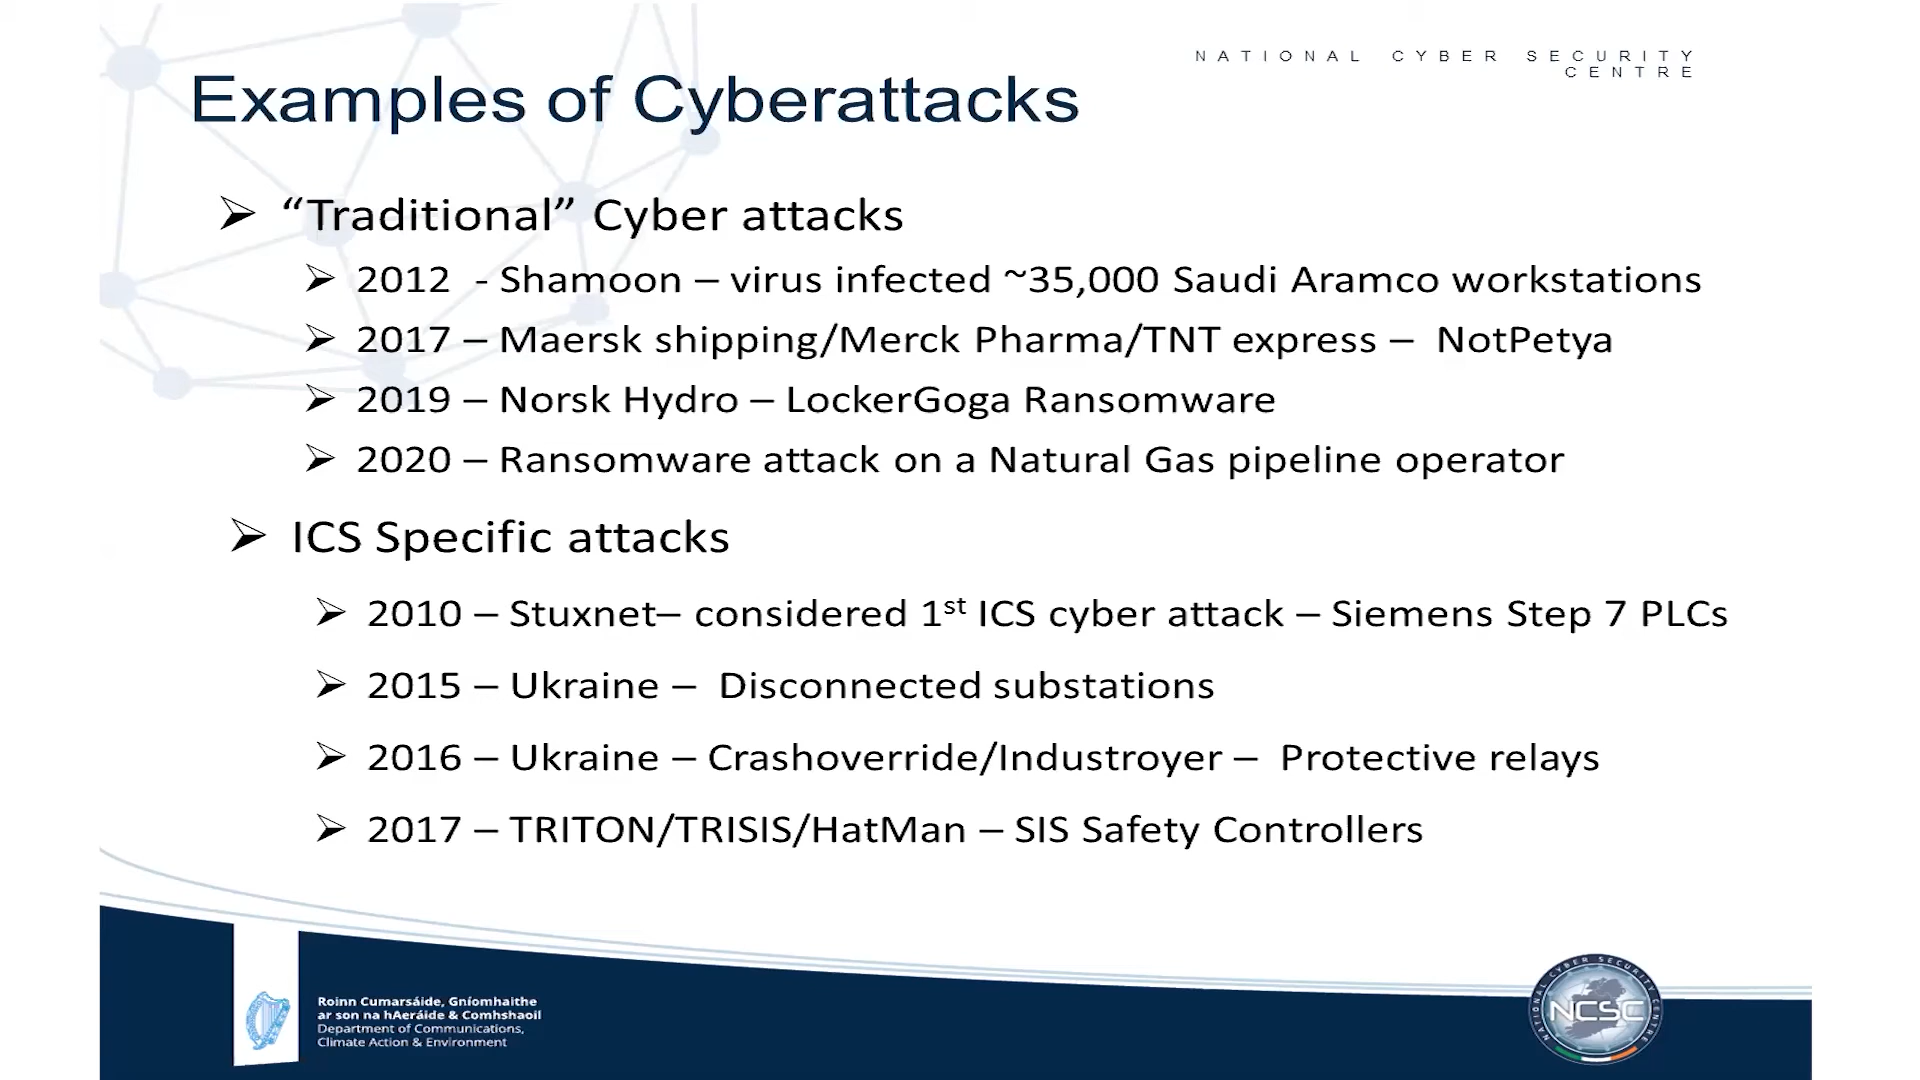 NATIONAL CYBER SECURITY
CENTRE
Examples of Cyberattacks
“Traditional” Cyber attacks
2012 - Shamoon – virus infected ~35,000 Saudi Aramco workstations
2017 – Maersk shipping/Merck Pharma/TNT express – NotPetya
2019 – Norsk Hydro – LockerGoga Ransomware
2020 – Ransomware attack on a Natural Gas pipeline operator
ICS Specific attacks
2010 – Stuxnet– considered 1st ICS cyber attack – Siemens Step 7 PLCs
2015 – Ukraine – Disconnected substations
2016 – Ukraine – Crashoverride/Industroyer – Protective relays
2017 – TRITON/TRISIS/HatMan – SIS Safety Controllers
Roinn Cumarsáide, Gníomhaithe
ar son na hAeráide & Comhshaoil
Department of Communications,
Climate Action & Environment
NATIONAL CYBER SECURITY CENTRE
NCSC